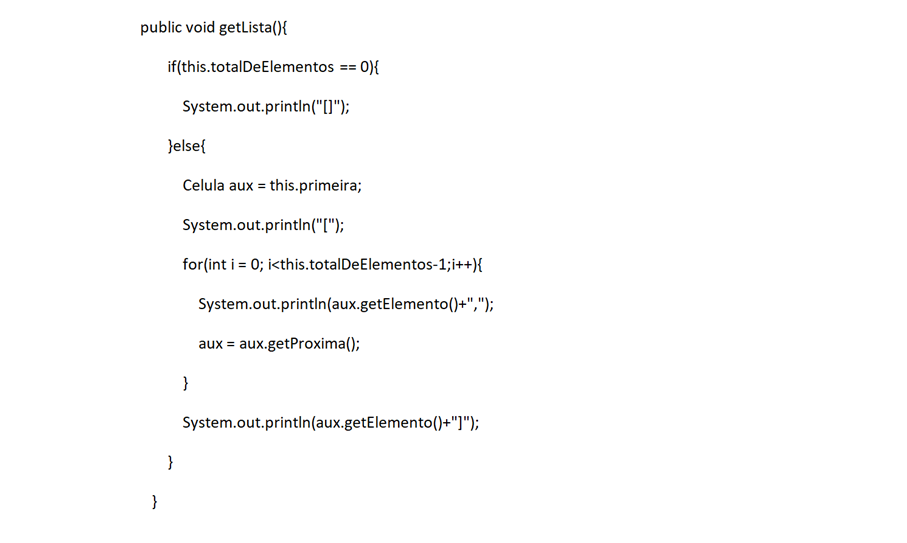 public void getLista(){
if(this.totalDeElementos == 0){
System.out.println("[]");
}else{
Celula aux = this.primeira;
System.out.println("[");
for(int i = 0; i<this.totalDeElementos-1;i++){
System.out.println(aux.getElemento()+",");
aux = aux.getProxima();
}
System.out.println(aux.getElemento()+"]");
}
}